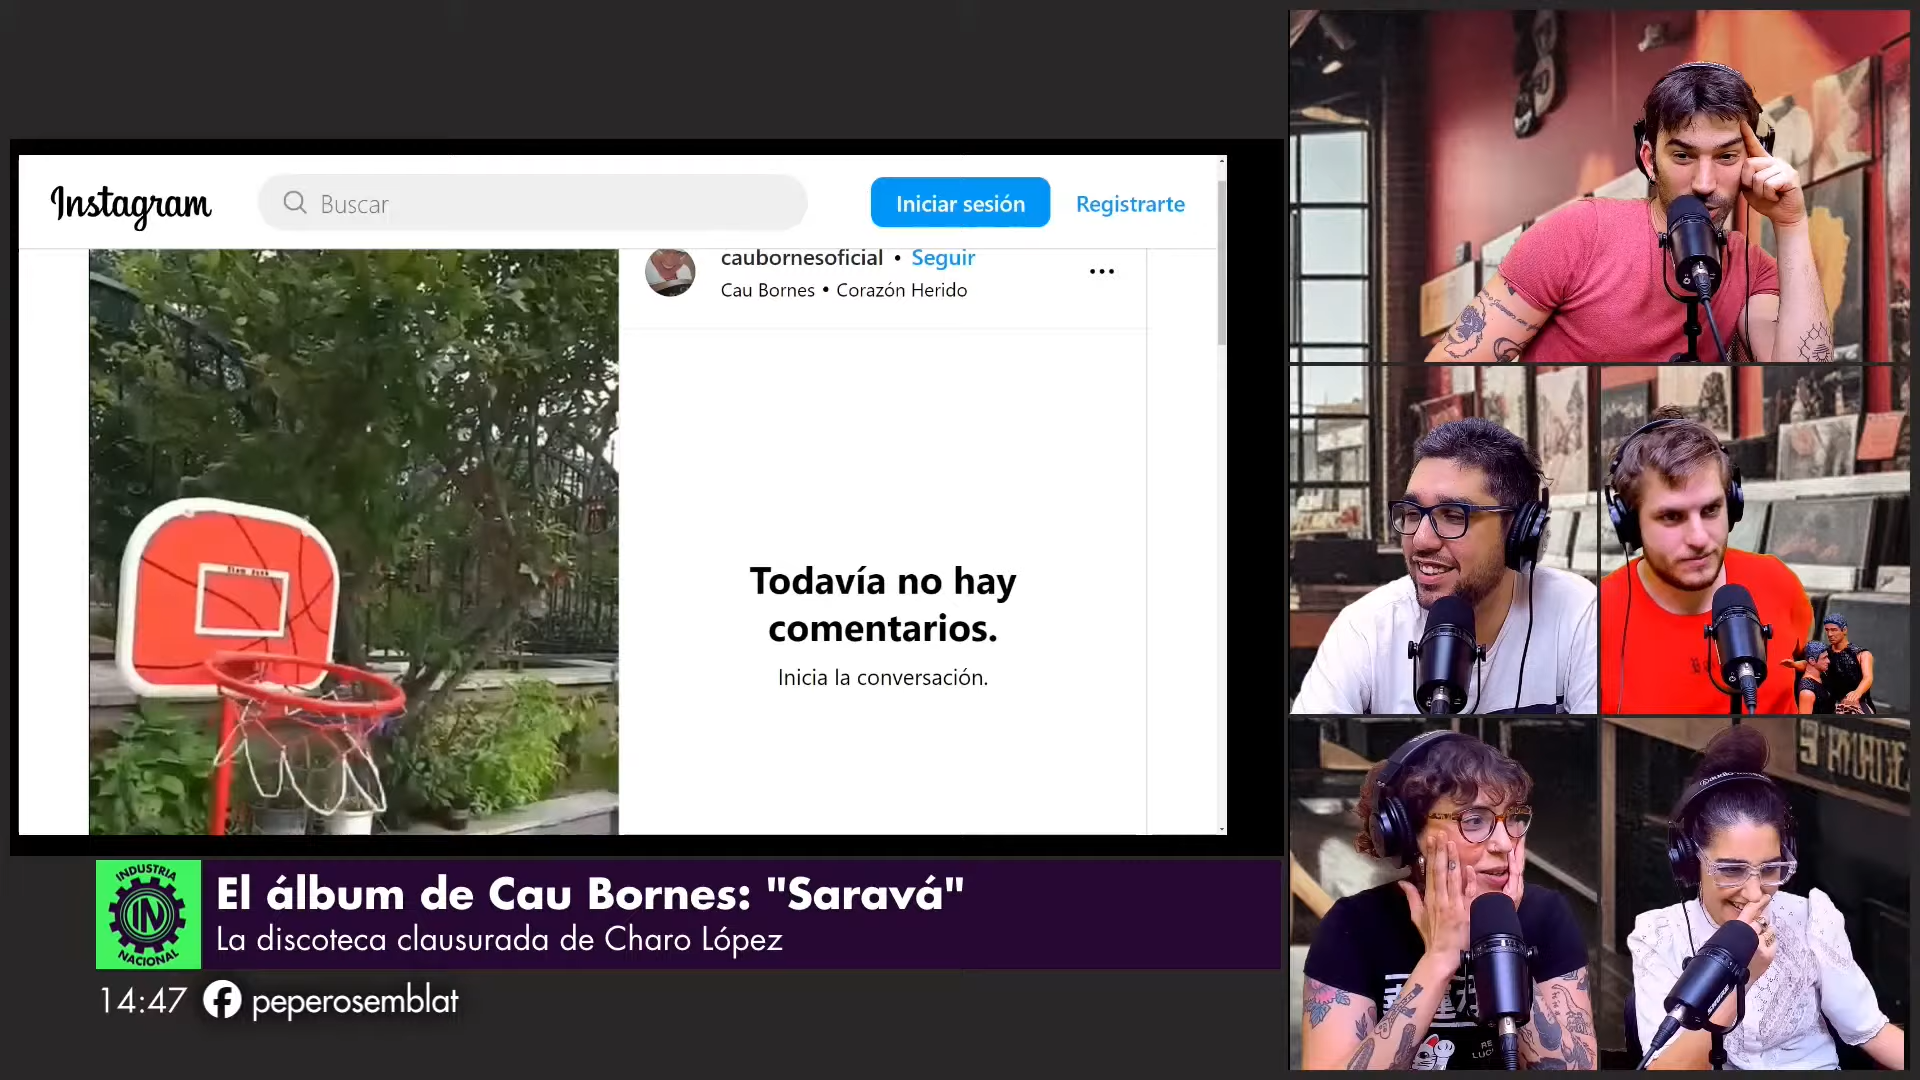 Instagram
Buscar
Iniciar sesión
Registrarte
caubornesoficial • Seguir
Cau Bornes • Corazón Herido
Todavía no hay
comentarios.
Inicia la conversación.
INDUSTRIA
IN
NACIONAL
El álbum de Cau Bornes: "Saravá"
La discoteca clausurada de Charo López
14:47
peperosemblat